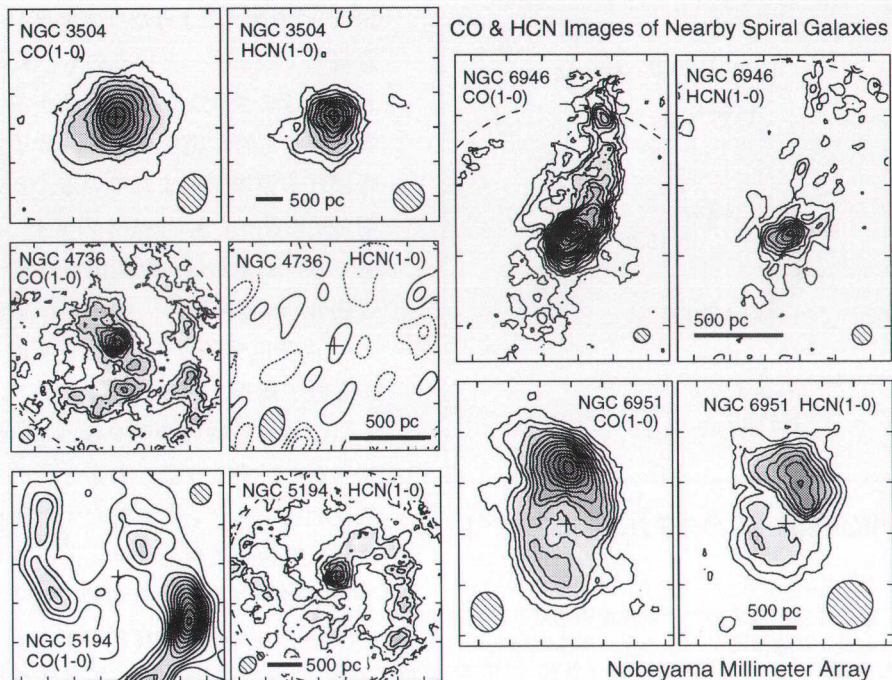 CO & HCN Images of Nearby Spiral Galaxies
NGC 3504
CO(1-0)
NGC 3504
HCN(1-0)
500 pc
NGC 6946
CO(1-0)
NGC 6946
HCN(1-0)
500 pc
NGC 4736
CO(1-0)
NGC 4736 HCN(1-0)
500 pc
NGC 6951
CO(1-0)
NGC 6951 HCN(1-0)
500 pc
NGC 5194
CO(1-0)
NGC 5194 HCN(1-0)
500 pc
Nobeyama Millimeter Array